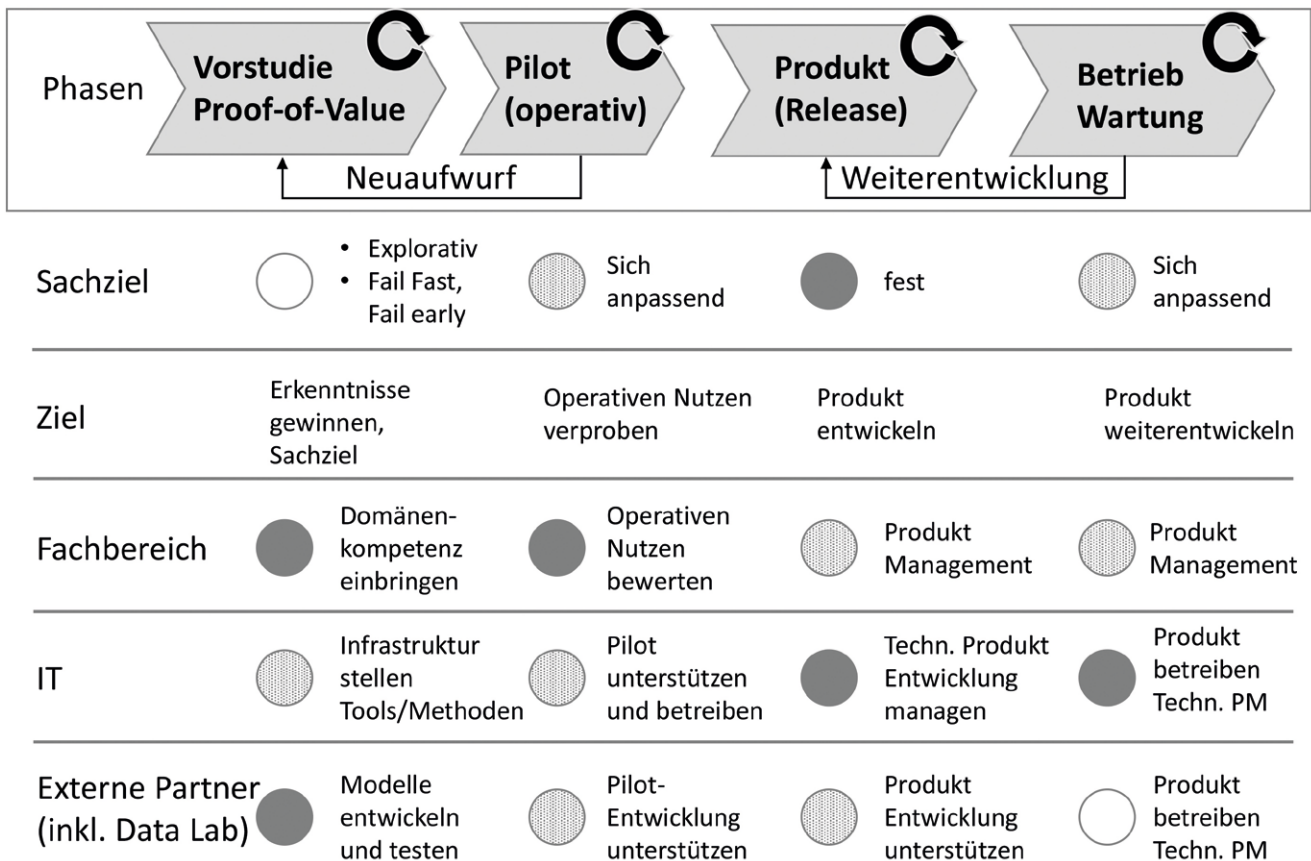 Phasen
Vorstudie
Proof-of-Value
Pilot
(operativ)
Produkt
(Release)
Betrieb
Wartung
Neuaufwurf
Weiterentwicklung
Sachziel
• Explorativ
• Fail Fast,
Fail early
Sich
anpassend
fest
Sich
anpassend
Ziel
Erkenntnisse
gewinnen,
Sachziel
Operativen Nutzen
verproben
Produkt
entwickeln
Produkt
weiterentwickeln
Fachbereich
Domänen-
kompetenz
einbringen
Operativen
Nutzen
bewerten
Produkt
Management
Produkt
Management
IT
Infrastruktur
stellen
Tools/Methoden
Pilot
unterstützen
und betreiben
Techn. Produkt
Entwicklung
managen
Produkt
betreiben
Techn. PM
Externe Partner
(inkl. Data Lab)
Modelle
entwickeln
und testen
Pilot-
Entwicklung
unterstützen
Produkt
Entwicklung
unterstützen
Produkt
betreiben
Techn. PM